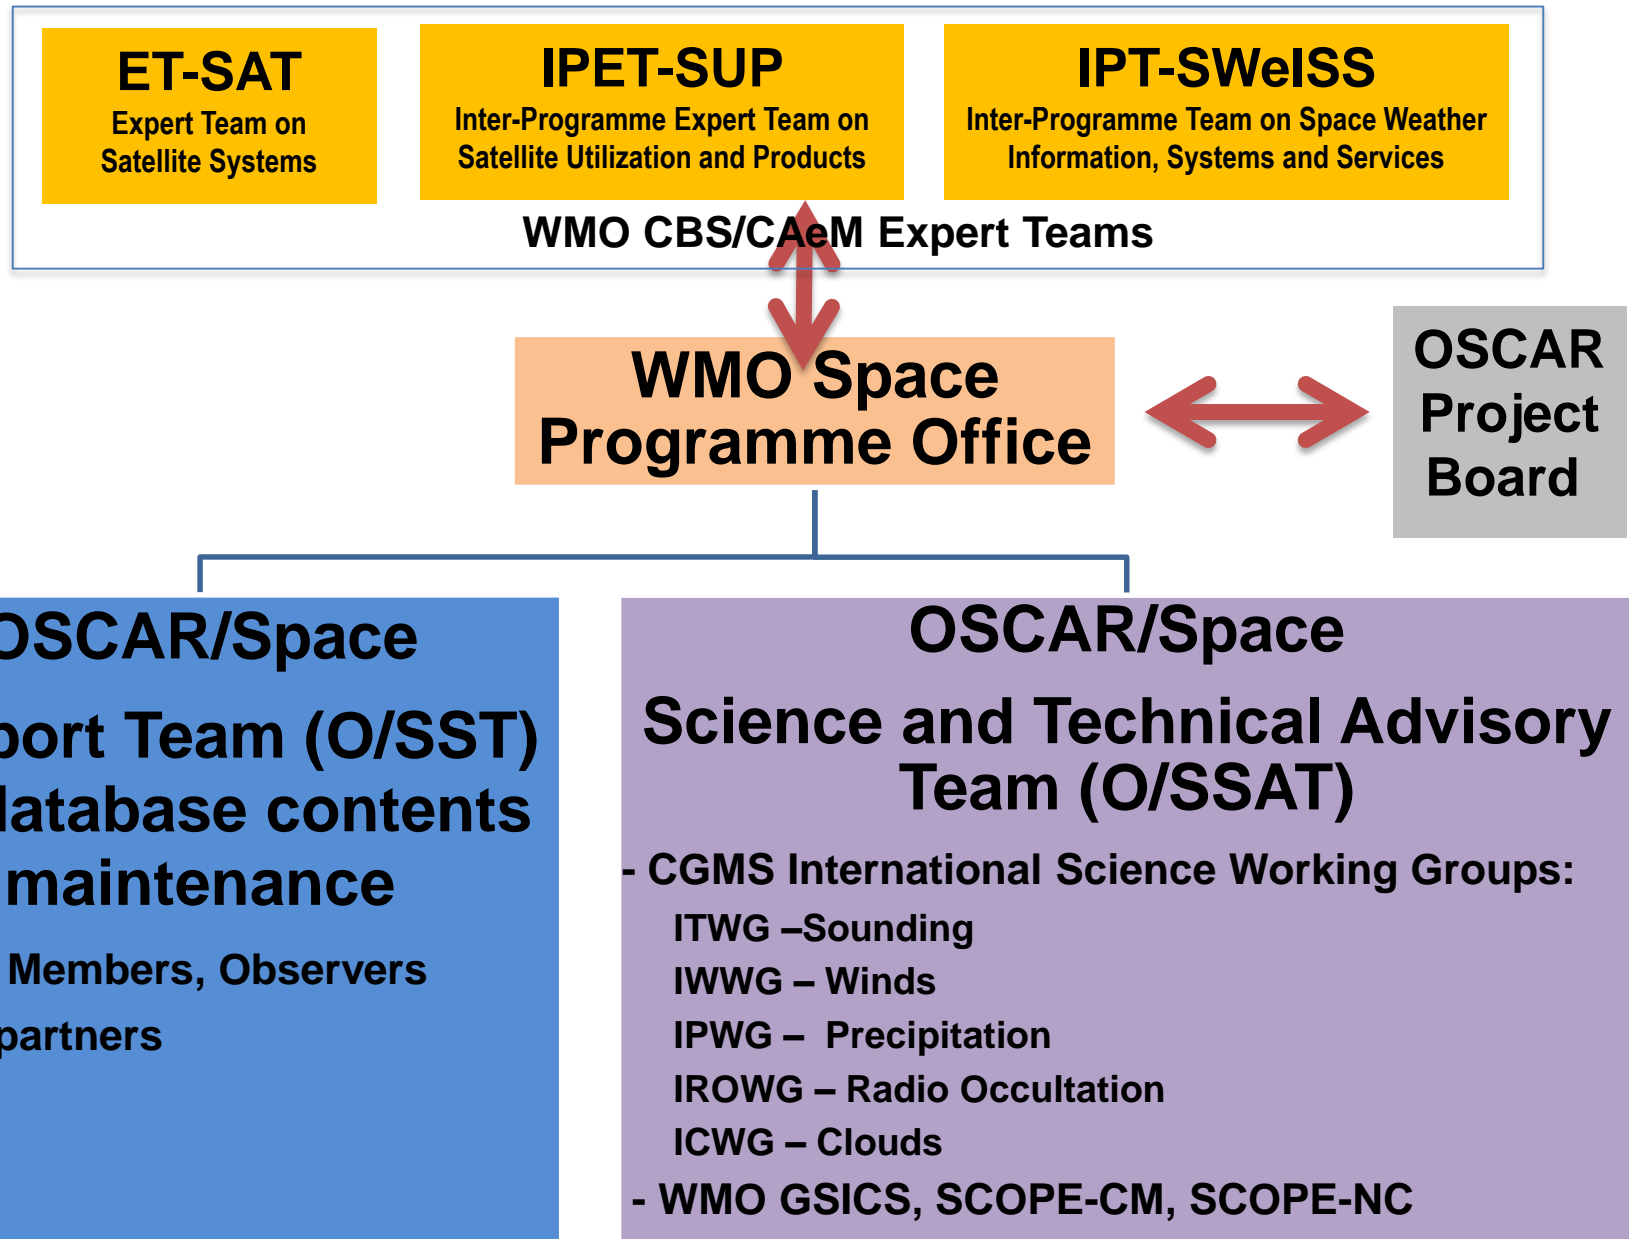 ET-SAT
Expert Team on
Satellite Systems
IPET-SUP
Inter-Programme Expert Team on
Satellite Utilization and Products
IPT-SWeISS
Inter-Programme Team on Space Weather
Information, Systems and Services
WMO CBS/CAeM Expert Teams
WMO Space
Programme Office
OSCAR
Project
Board
OSCAR/Space
Team (O/SST)
contents
maintenance
Members, Observers
partners
OSCAR/Space
Science and Technical Advisory
Team (O/SSAT)
- CGMS International Science Working Groups:
ITWG –Sounding
IWWG – Winds
IPWG – Precipitation
IROWG – Radio Occultation
ICWG – Clouds
- WMO GSICS, SCOPE-CM, SCOPE-NC